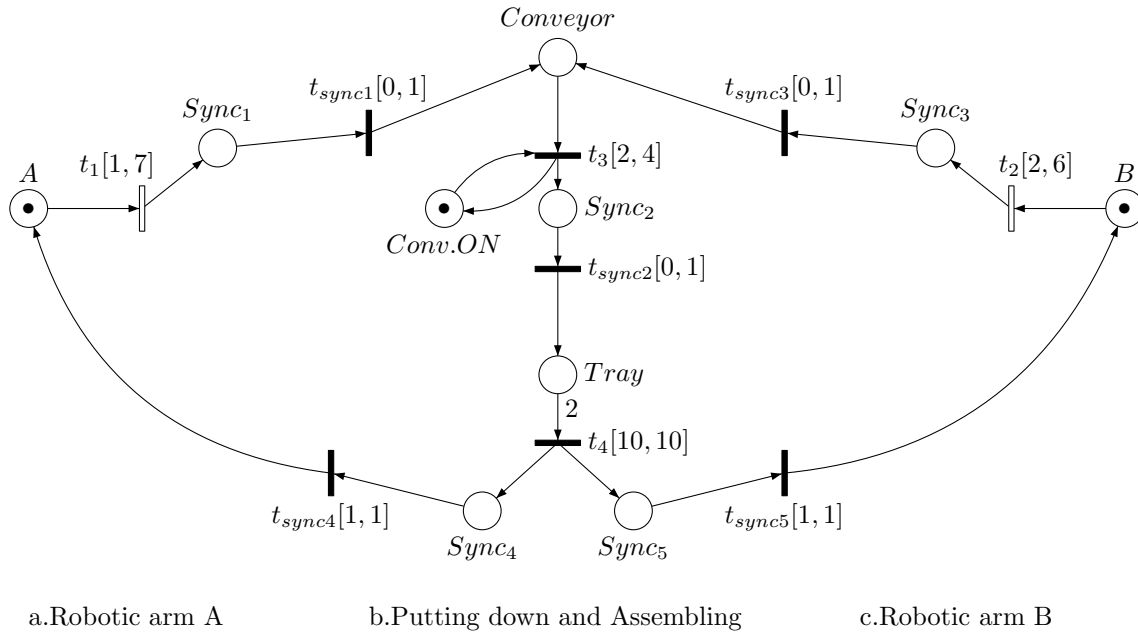 Conveyor
t_sync1[0, 1]
t_sync3[0, 1]
Sync_1
Sync_3
A
t_1[1, 7]
t_3[2, 4]
t_2[2, 6]
B
Sync_2
Conv.ON
t_sync2[0, 1]
Tray
2
t_4[10, 10]
t_sync4[1, 1]
t_sync5[1, 1]
Sync_4
Sync_5
a.Robotic arm A
b.Putting down and Assembling
c.Robotic arm B